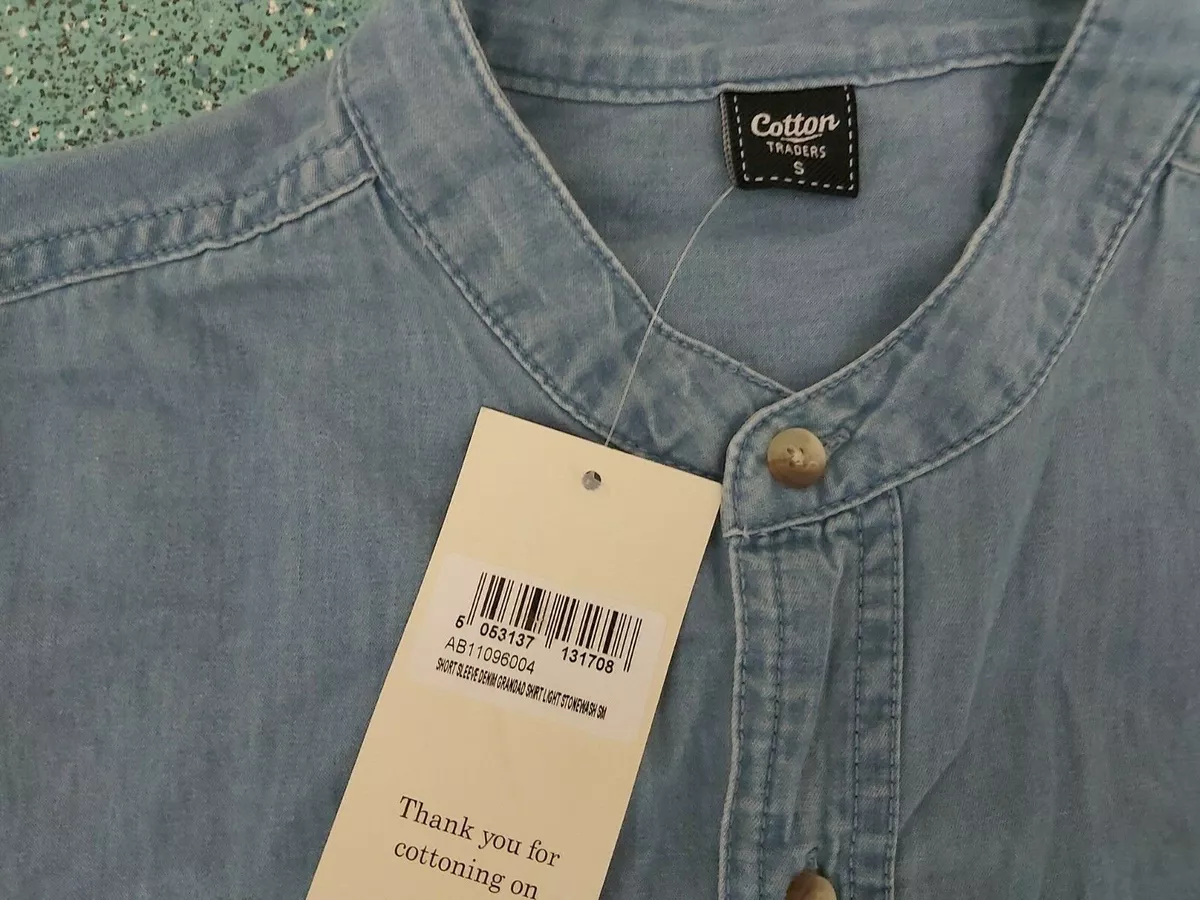 Cotton
TRADERS
S
5 053137 131708
AB11096004
SHORT SLEEVE DENIM GRANDAD SHIRT LIGHT STONEWASH SM
Thank you for
cottoning on